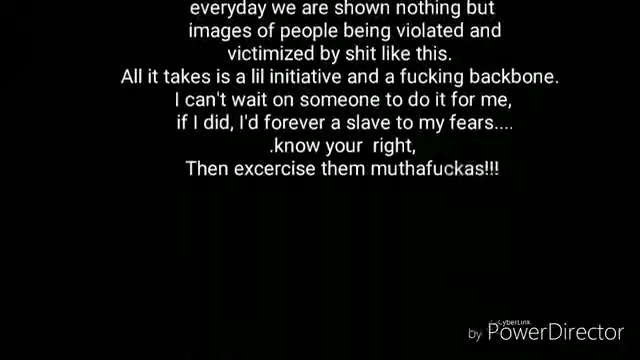 everyday we are shown nothing but
images of people being violated and
victimized by shit like this.
All it takes is a lil initiative and a fucking backbone.
I can't wait on someone to do it for me,
if I did, I'd forever a slave to my fears....
.know your  right,
Then excercise them muthafuckas!!!
CyberLink
by PowerDirector